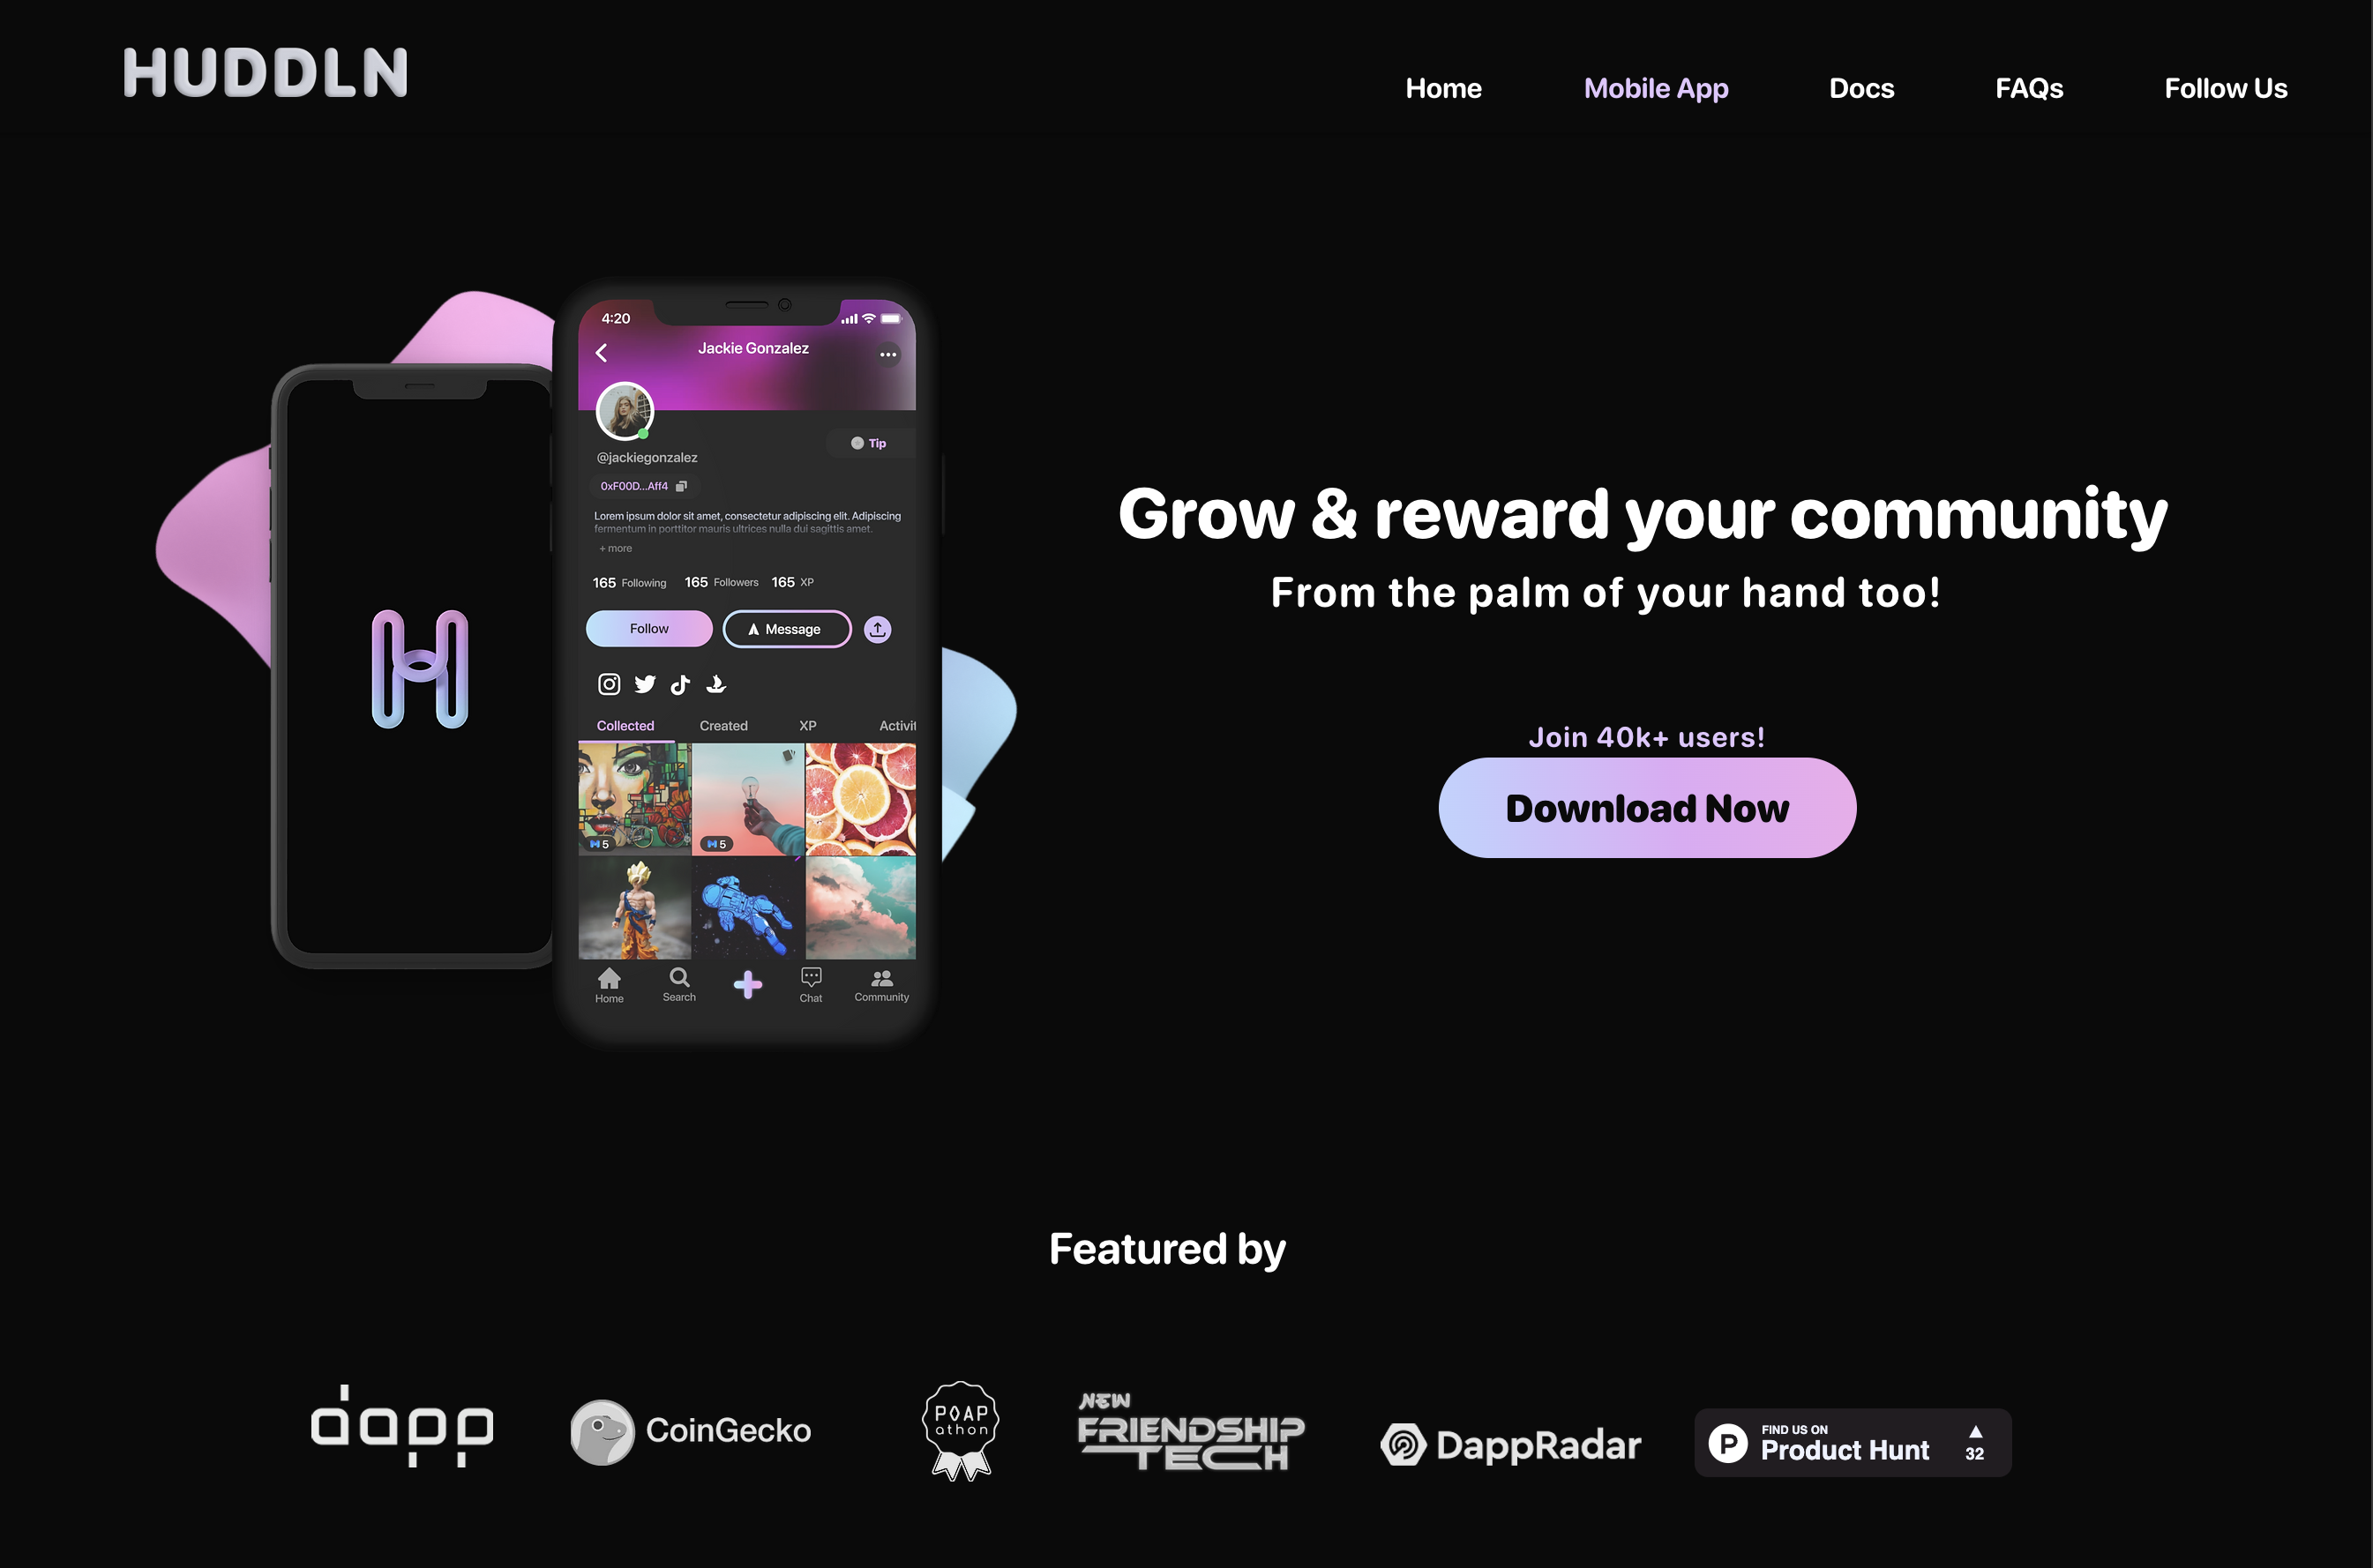 HUDDLN
Home
Mobile App
Docs
FAQs
Follow Us
4:20
Jackie Gonzalez
Tip
@jackiegonzalez
0xF00D...Aff4
Lorem ipsum dolor sit amet, consectetur adipiscing elit. Adipiscing
fermentum in porttitor mauris ultrices nulla dui sagittis amet.
+ more
165 Following 165 Followers 165 XP
Follow
Message
Collected
Created
XP
Activit
5
5
Home
Search
Chat
Community
Grow & reward your community
From the palm of your hand too!
Join 40k+ users!
Download Now
Featured by
dapp
CoinGecko
POAP
athon
NEW
FRIENDSHIP
TECH
DappRadar
P
FIND US ON
Product Hunt
32